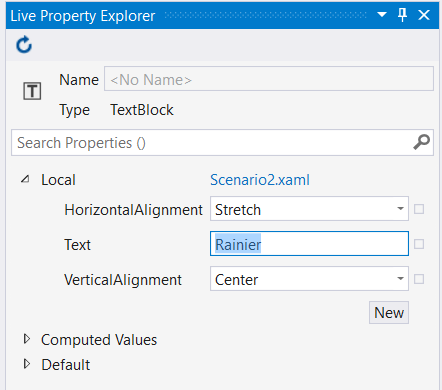 Live Property Explorer
Name <No Name>
Type TextBlock
Search Properties ()
Local Scenario2.xaml
HorizontalAlignment Stretch
Text Rainier
VerticalAlignment Center
New
Computed Values
Default